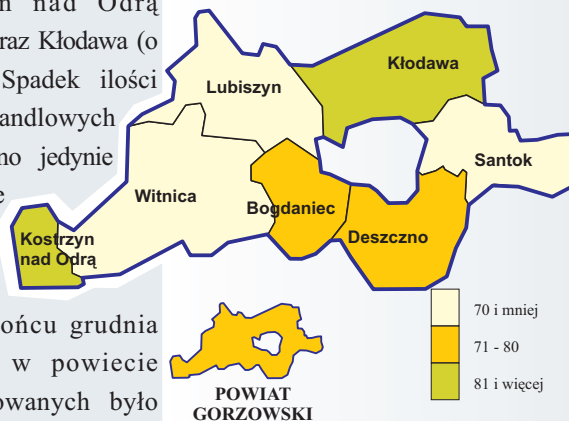 nad Odrą
raz Kłodawa (o
Spadek ilości
andlowych
no jedynie
ońcu grudnia
w powiecie
owanych było
Lubiszyn
Kłodawa
Santok
Witnica
Bogdaniec
Deszczno
Kostrzyn
nad Odrą
70 i mniej
71 - 80
81 i więcej
POWIAT
GORZOWSKI